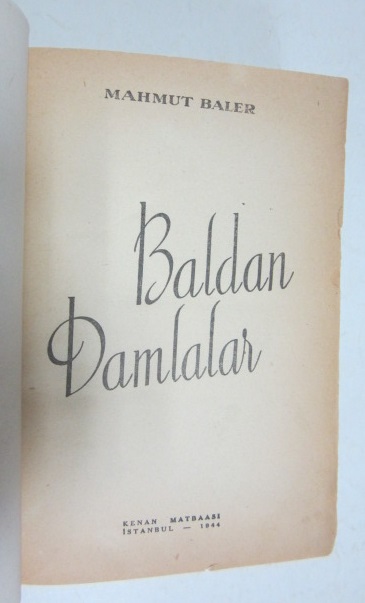 MAHMUT BALER
Baldan
Damlalar
KENAN MATBAASI
İSTANBUL — 1944